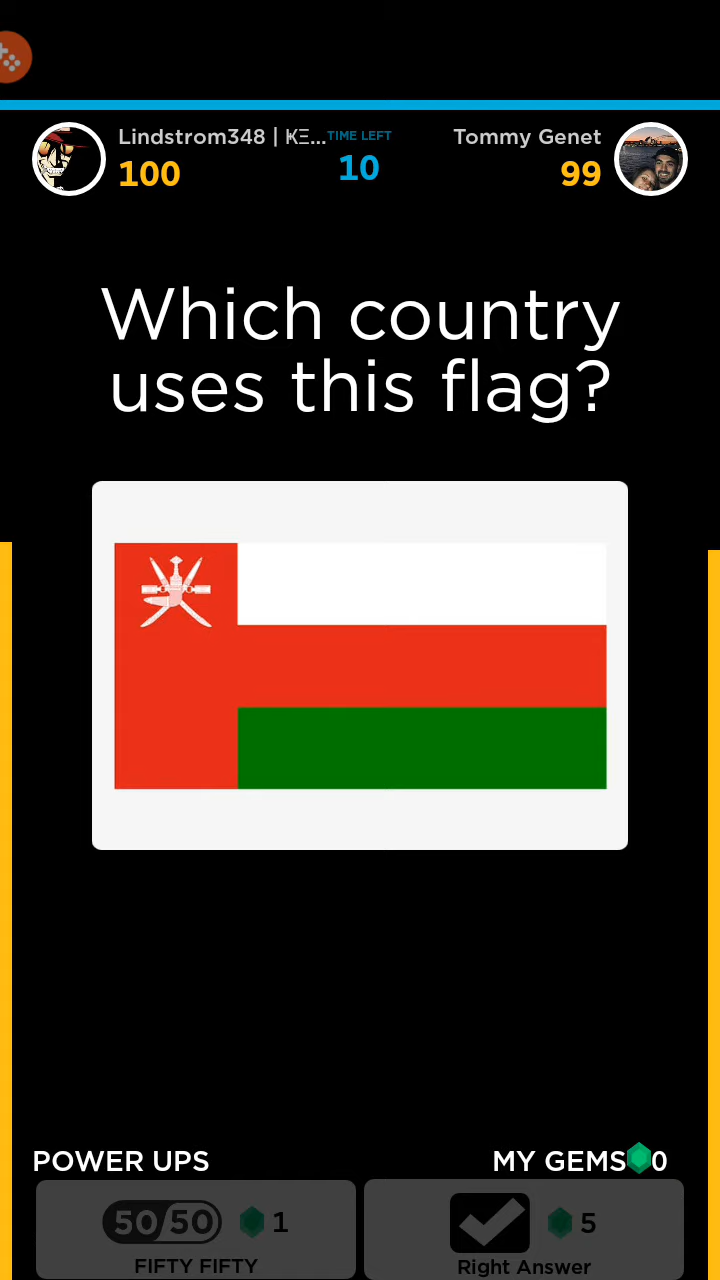 Lindstrom348 | ҜΞ...
TIME LEFT
Tommy Genet
100
10
99
Which country
uses this flag?
POWER UPS
MY GEMS 0
50/50 1
5
FIFTY FIFTY
Right Answer